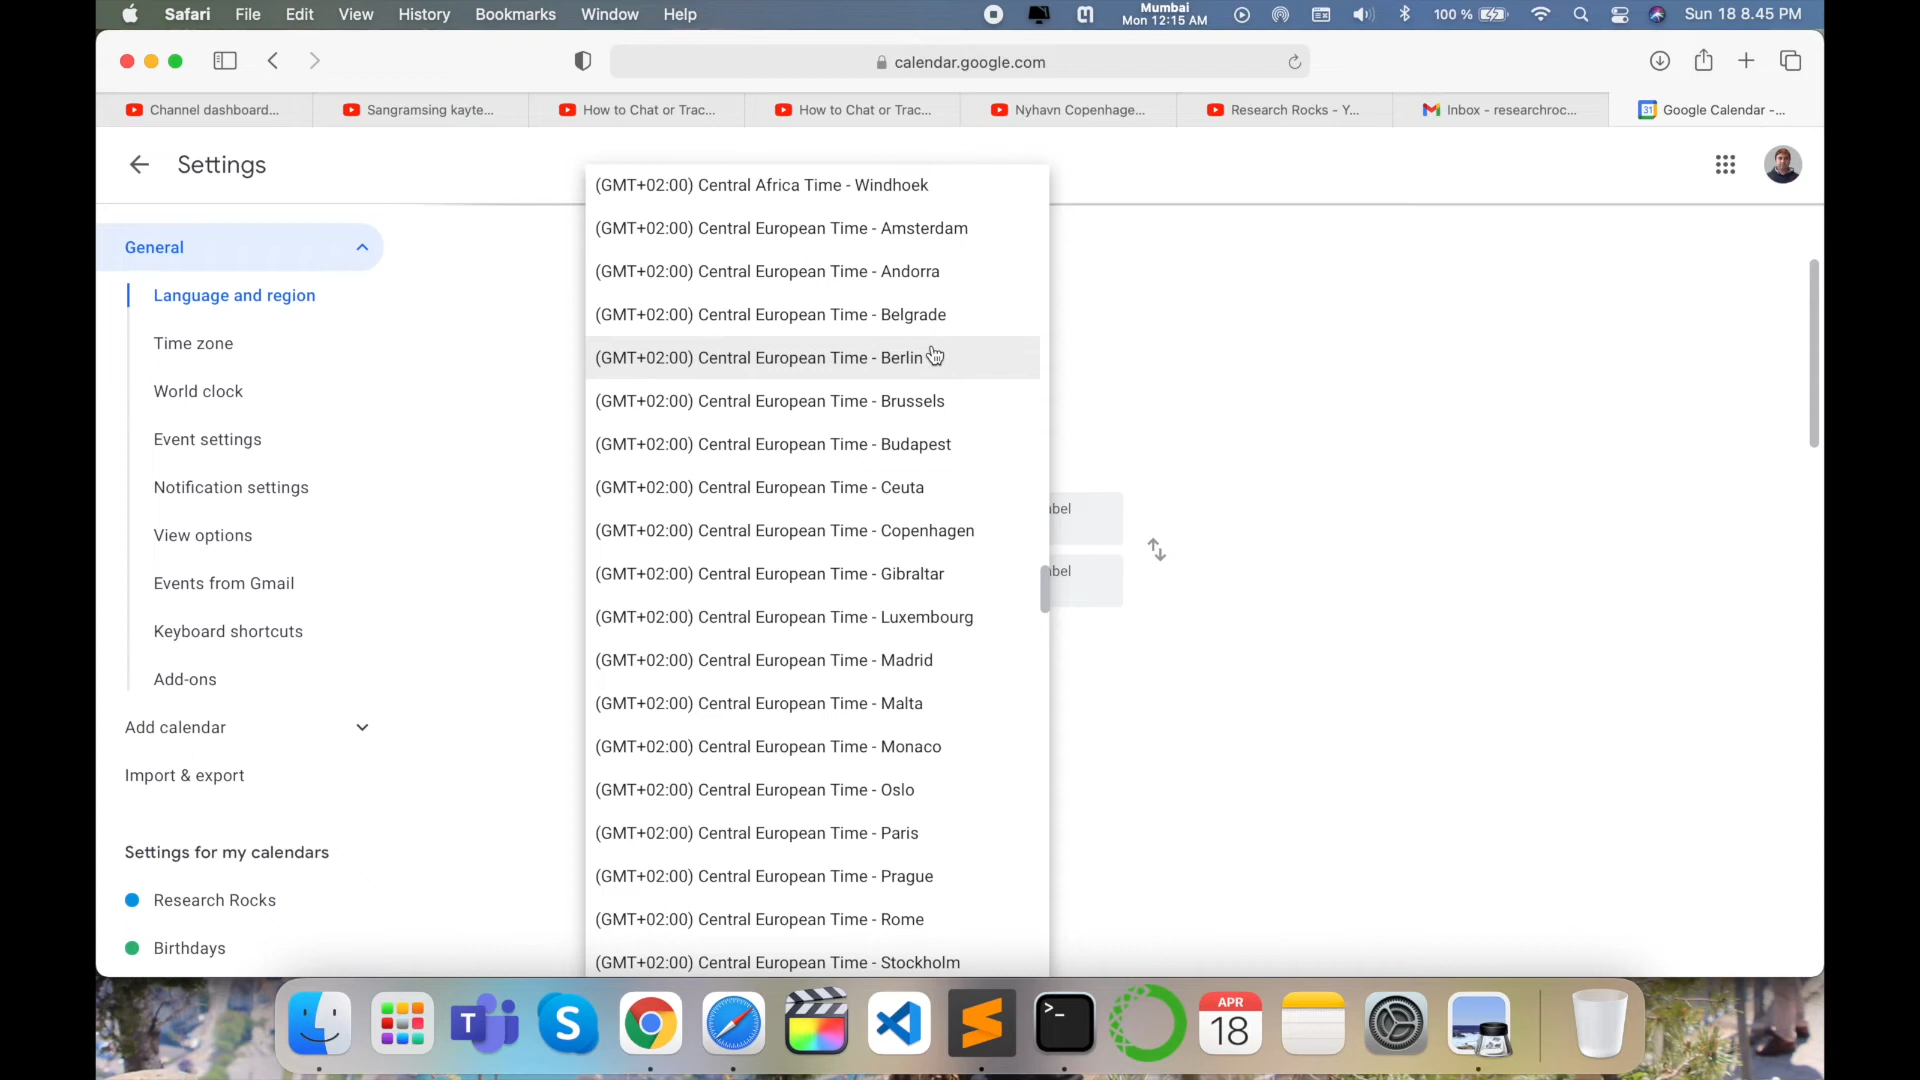 Safari File Edit View History Bookmarks Window Help
Mumbai
Mon 12:15 AM
100 %
Sun 18 8.45 PM
calendar.google.com
Channel dashboard...
Sangramsing kayte...
How to Chat or Trac...
How to Chat or Trac...
Nyhavn Copenhage...
Research Rocks - Y...
Inbox - researchroc...
31
Google Calendar -...
Settings
General
Language and region
Time zone
World clock
Event settings
Notification settings
View options
Events from Gmail
Keyboard shortcuts
Add-ons
Add calendar
Import & export
Settings for my calendars
Research Rocks
Birthdays
(GMT+02:00) Central Africa Time - Windhoek
(GMT+02:00) Central European Time - Amsterdam
(GMT+02:00) Central European Time - Andorra
(GMT+02:00) Central European Time - Belgrade
(GMT+02:00) Central European Time - Berlin
(GMT+02:00) Central European Time - Brussels
(GMT+02:00) Central European Time - Budapest
(GMT+02:00) Central European Time - Ceuta
(GMT+02:00) Central European Time - Copenhagen
(GMT+02:00) Central European Time - Gibraltar
(GMT+02:00) Central European Time - Luxembourg
(GMT+02:00) Central European Time - Madrid
(GMT+02:00) Central European Time - Malta
(GMT+02:00) Central European Time - Monaco
(GMT+02:00) Central European Time - Oslo
(GMT+02:00) Central European Time - Paris
(GMT+02:00) Central European Time - Prague
(GMT+02:00) Central European Time - Rome
(GMT+02:00) Central European Time - Stockholm
abel
abel
T
S
APR
18